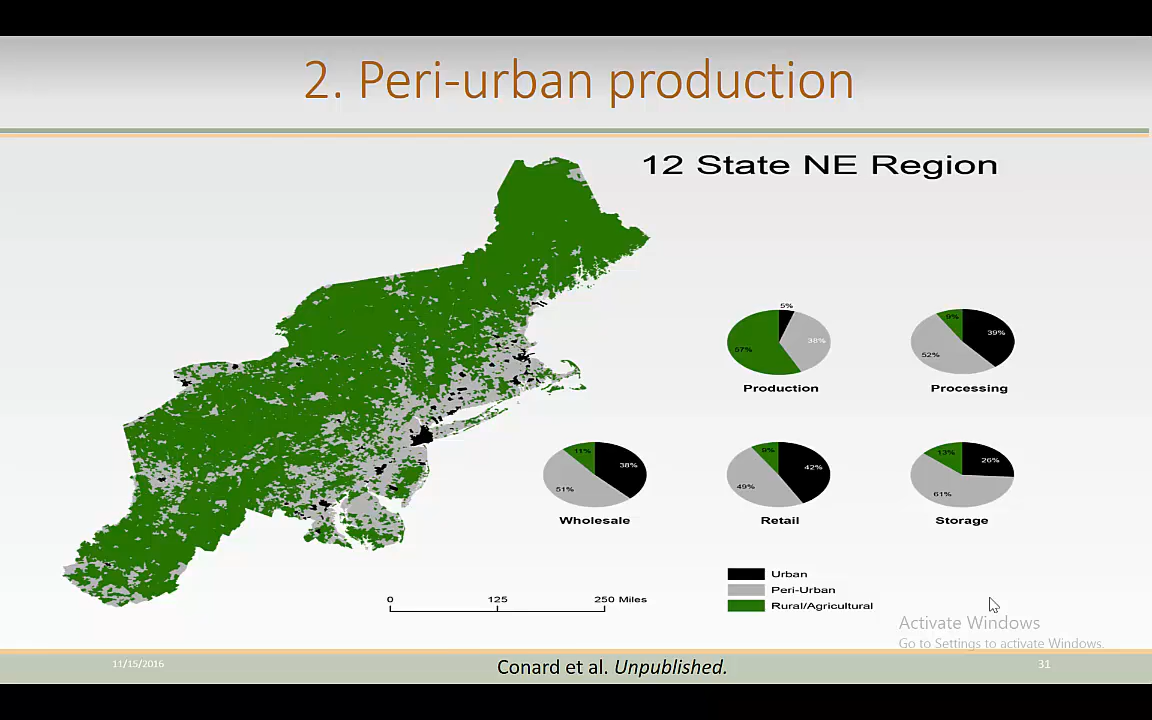 2. Peri-urban production
12 State NE Region
5%
38%
57%
Production
39%
52%
9%
Processing
38%
51%
11%
Wholesale
42%
49%
9%
Retail
26%
61%
13%
Storage
Urban
Peri-Urban
Rural/Agricultural
0 125 250 Miles
Activate Windows
Go to Settings to activate Windows.
11/15/2016
Conard et al. Unpublished.
31